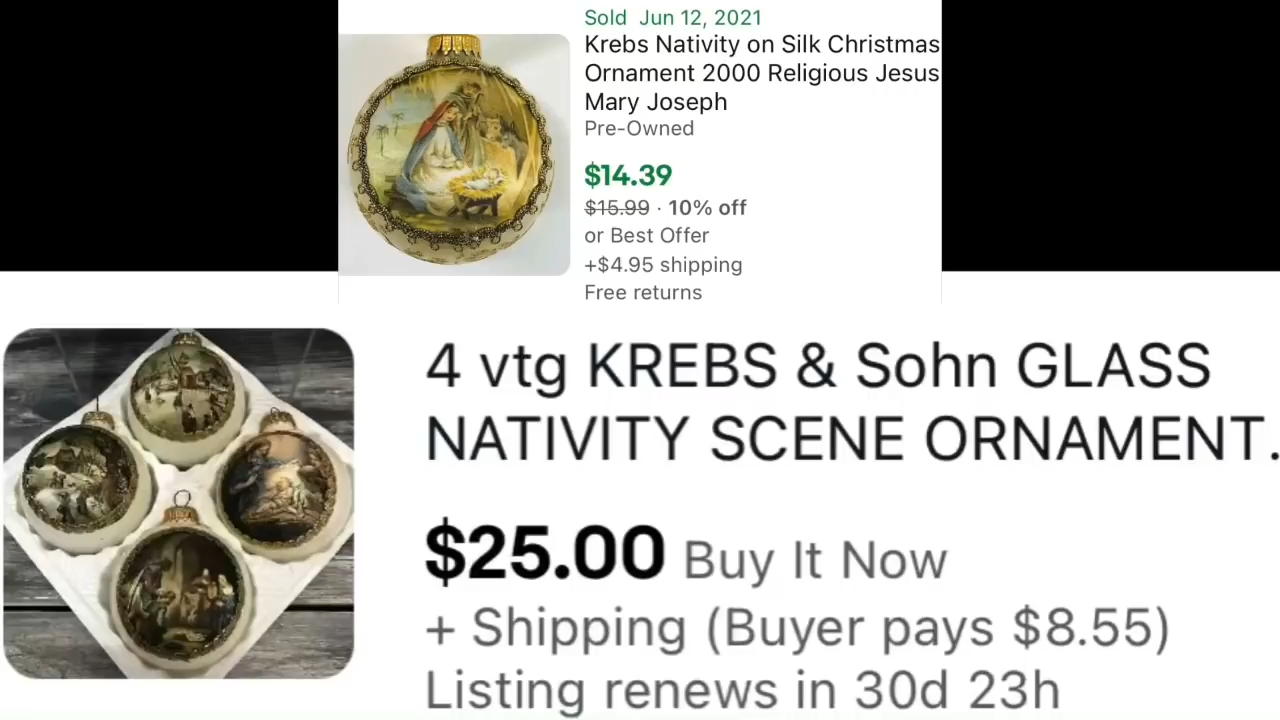 Sold Jun 12, 2021
Krebs Nativity on Silk Christmas
Ornament 2000 Religious Jesus
Mary Joseph
Pre-Owned
$14.39
$15.99 · 10% off
or Best Offer
+$4.95 shipping
Free returns
4 vtg KREBS & Sohn GLASS
NATIVITY SCENE ORNAMENT.
$25.00 Buy It Now
+ Shipping (Buyer pays $8.55)
Listing renews in 30d 23h